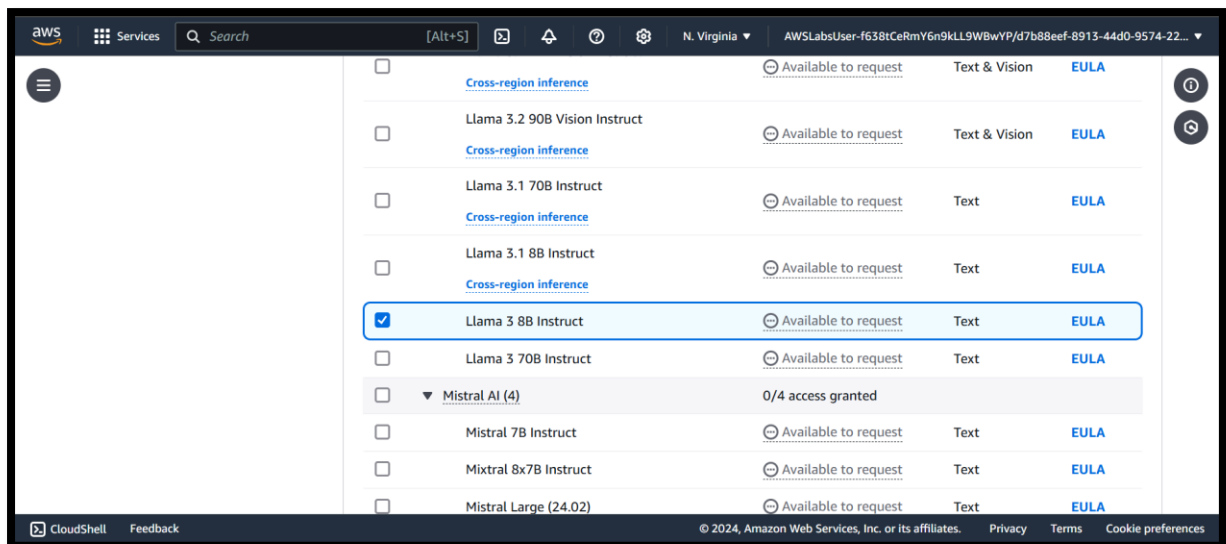 aws Services Search [Alt+S] N. Virginia ▼ AWSLabsUser-f638tCeRmY6n9kLL9WBwYP/d7b88eef-8913-44d0-9574-22... ▼
Cross-region inference Available to request Text & Vision EULA
Llama 3.2 90B Vision Instruct
Cross-region inference Available to request Text & Vision EULA
Llama 3.1 70B Instruct
Cross-region inference Available to request Text EULA
Llama 3.1 8B Instruct
Cross-region inference Available to request Text EULA
Llama 3 8B Instruct Available to request Text EULA
Llama 3 70B Instruct Available to request Text EULA
▼ Mistral AI (4) 0/4 access granted
Mistral 7B Instruct Available to request Text EULA
Mixtral 8x7B Instruct Available to request Text EULA
Mistral Large (24.02) Available to request Text EULA
CloudShell Feedback © 2024, Amazon Web Services, Inc. or its affiliates. Privacy Terms Cookie preferences